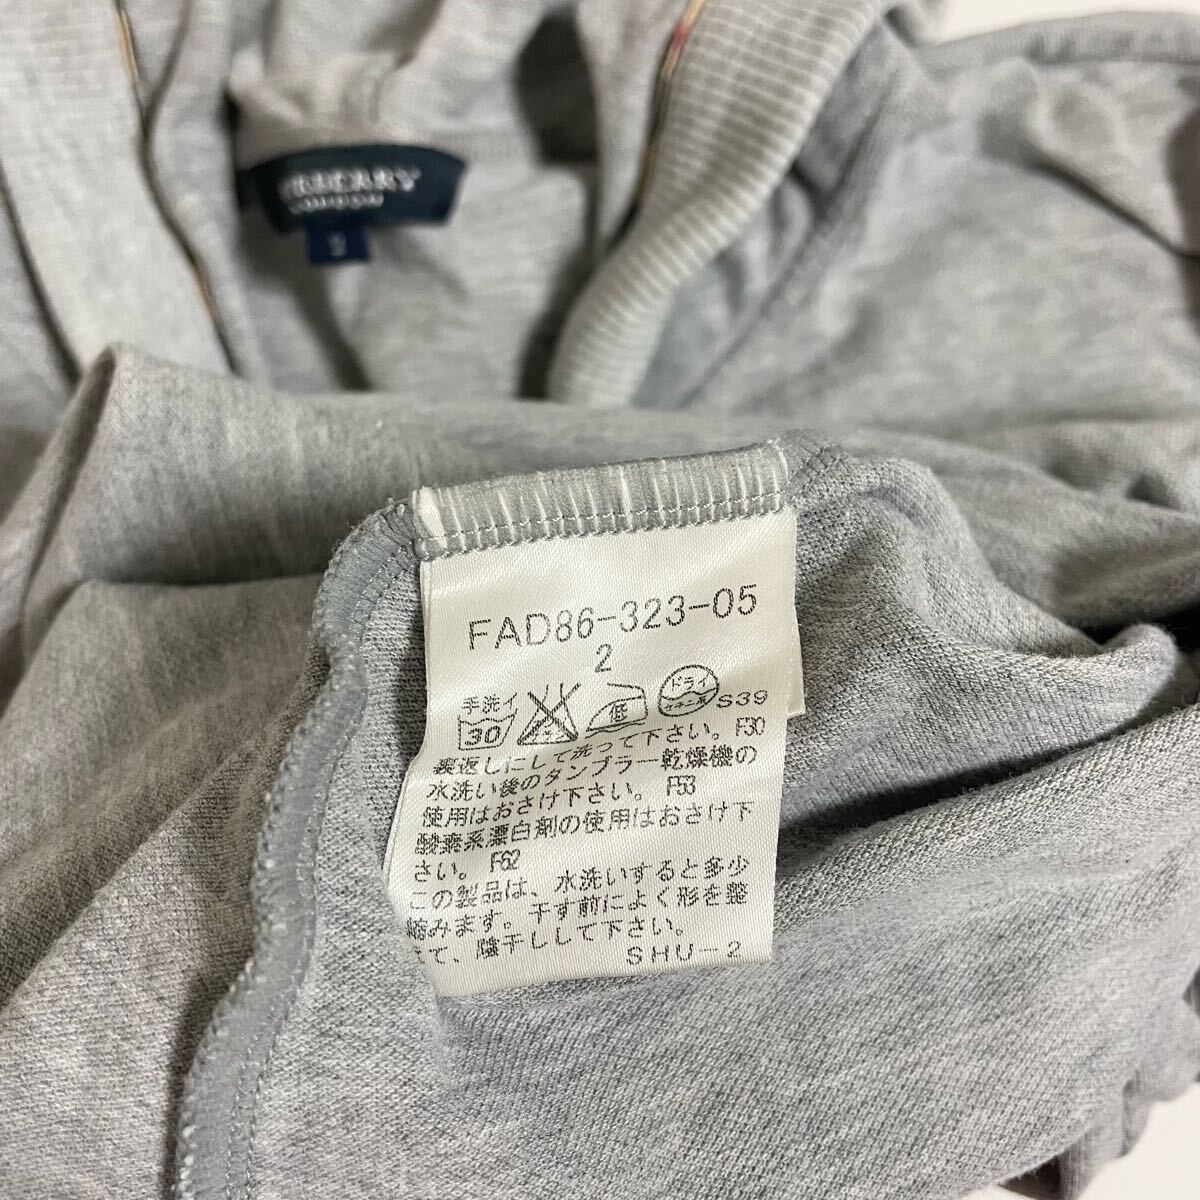 LONDON
2
FAD86-323-05
2
手洗イ
30
低
ドライ
S39
裏返しにして洗って下さい。 F30
水洗い後のタンブラー乾燥機の
使用はおさけ下さい。 F53
酸素系漂白剤の使用はおさけ下
さい。 F62
この製品は、水洗いすると多少
縮みます。干す前によく形を整
えて、陰干しして下さい。
SHU-2